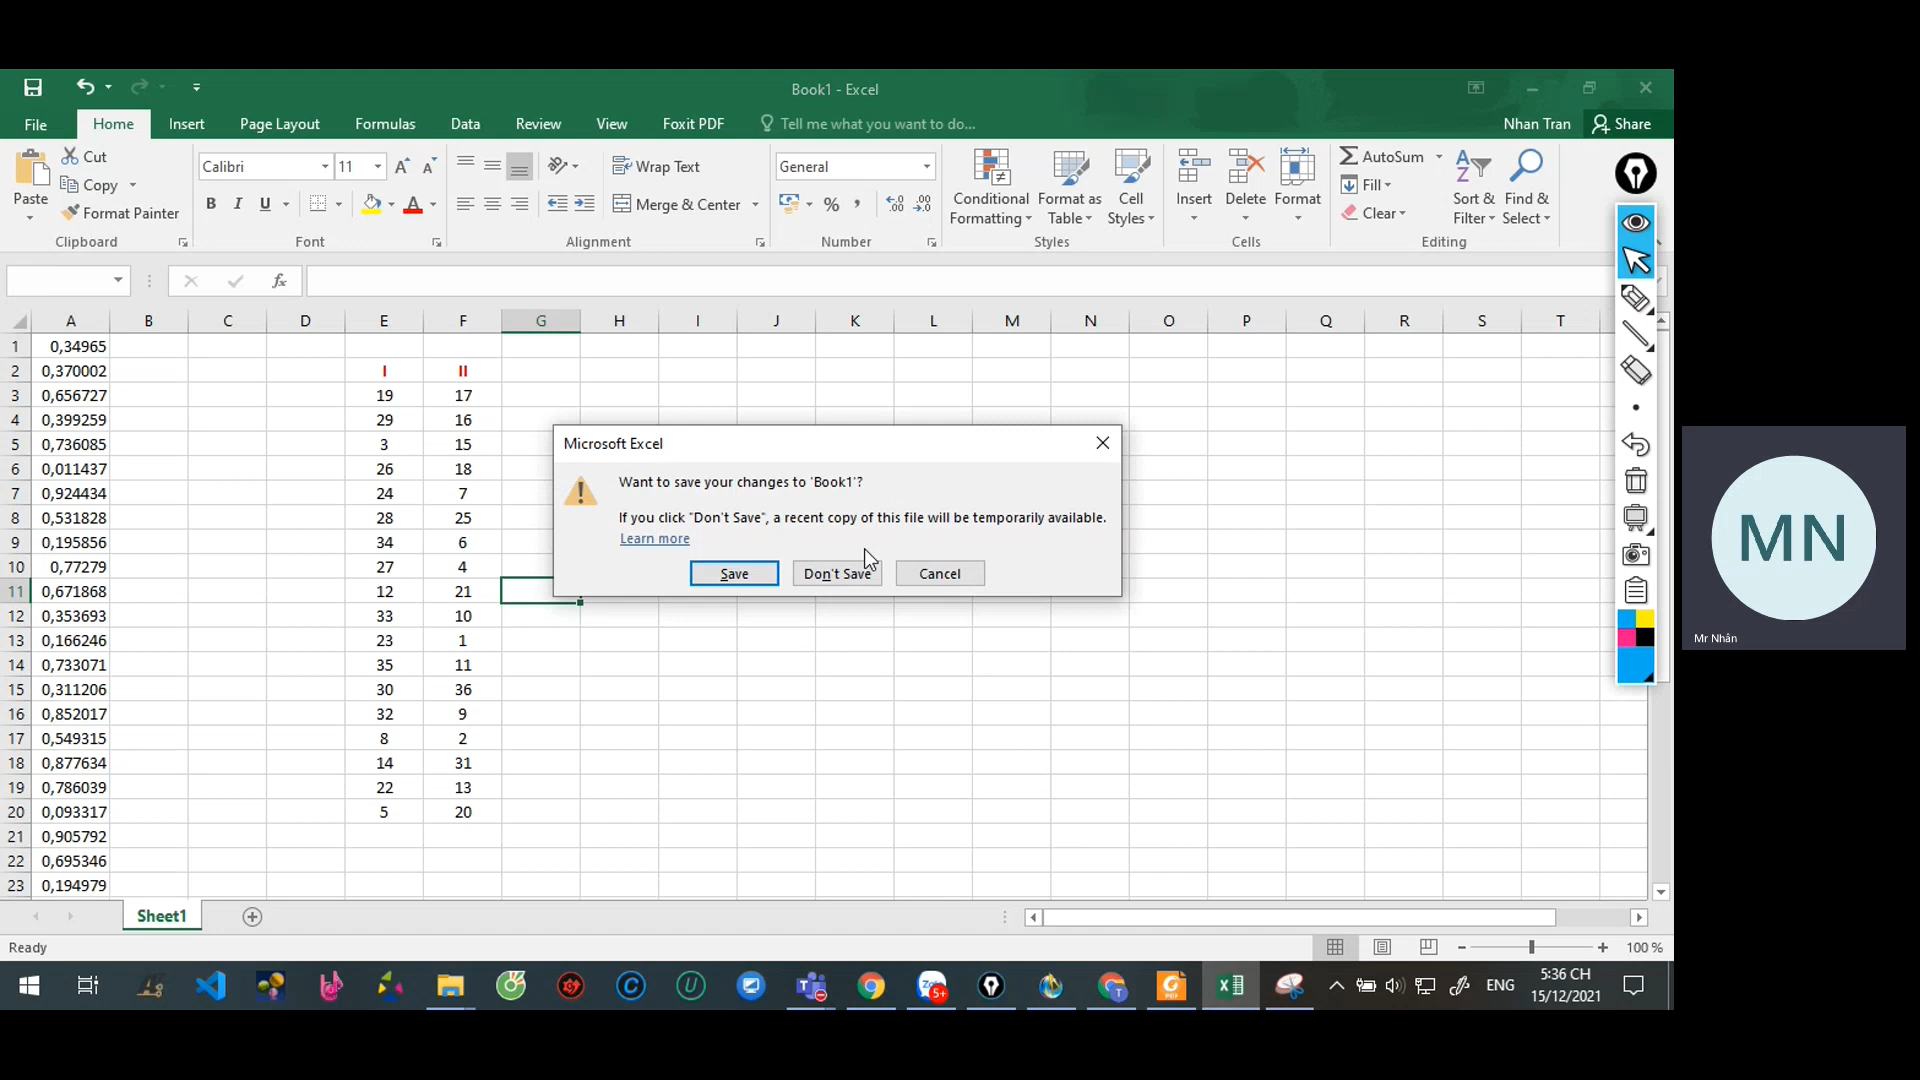 Book1 - Excel
File Home Insert Page Layout Formulas Data Review View Foxit PDF Tell me what you want to do... Nhan Tran Share
Paste Cut Copy Format Painter Clipboard
Calibri 11 B I U A Font
Wrap Text Merge & Center Alignment
General % , Number
Conditional Formatting Format as Table Cell Styles Styles
Insert Delete Format Cells
AutoSum Fill Clear Sort & Filter Find & Select Editing
fx
A B C D E F G H I J K L M N O P Q R S T
1 0,34965
2 0,370002 I II
3 0,656727 19 17
4 0,399259 29 16
5 0,736085 3 15
6 0,011437 26 18
7 0,924434 24 7
8 0,531828 28 25
9 0,195856 34 6
10 0,77279 27 4
11 0,671868 12 21
12 0,353693 33 10
13 0,166246 23 1
14 0,733071 35 11
15 0,311206 30 36
16 0,852017 32 9
17 0,549315 8 2
18 0,877634 14 31
19 0,786039 22 13
20 0,093317 5 20
21 0,905792
22 0,695346
23 0,194979
Microsoft Excel
Want to save your changes to 'Book1'?
If you click "Don't Save", a recent copy of this file will be temporarily available.
Learn more
Save Don't Save Cancel
MN
Mr Nhân
Sheet1
Ready 100 %
ENG 5:36 CH
15/12/2021